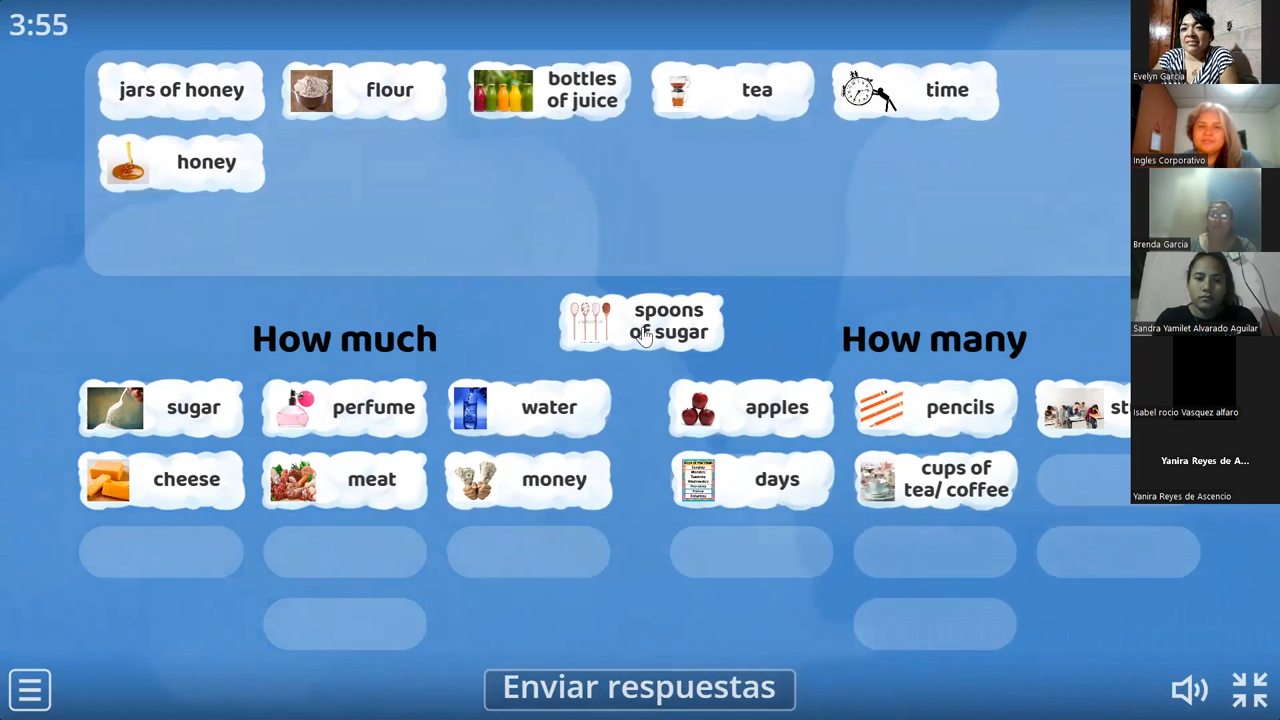 3:55
jars of honey
flour
bottles
of juice
tea
time
honey
spoons
of sugar
How much
How many
sugar
perfume
water
apples
pencils
cheese
meat
money
days
cups of
tea/ coffee
Enviar respuestas
Evelyn Garcia
Ingles Corporativo
Brenda Garcia
Sandra Yamilet Alvarado Aguilar
Isabel rocio Vasquez alfaro
Yanira Reyes de A...
Yanira Reyes de Ascencio